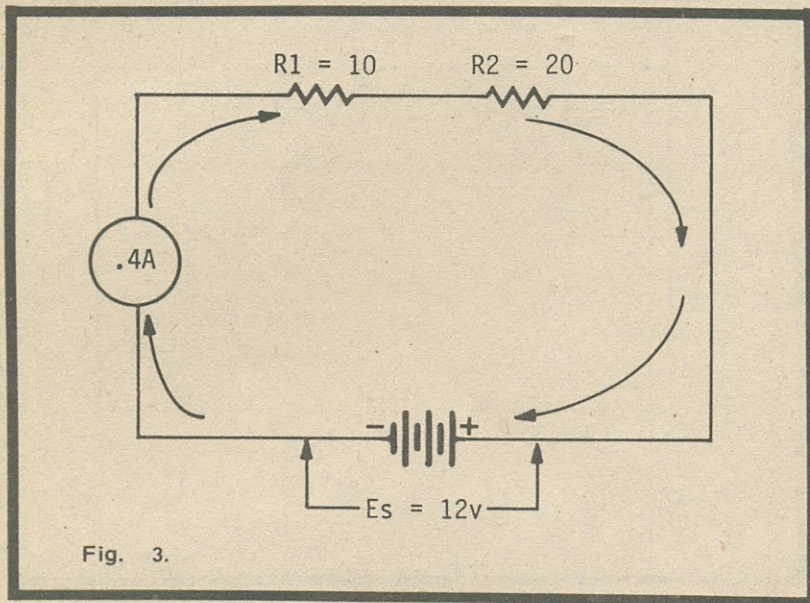 R1 = 10 R2 = 20
.4A
- +
Es = 12v
Fig. 3.